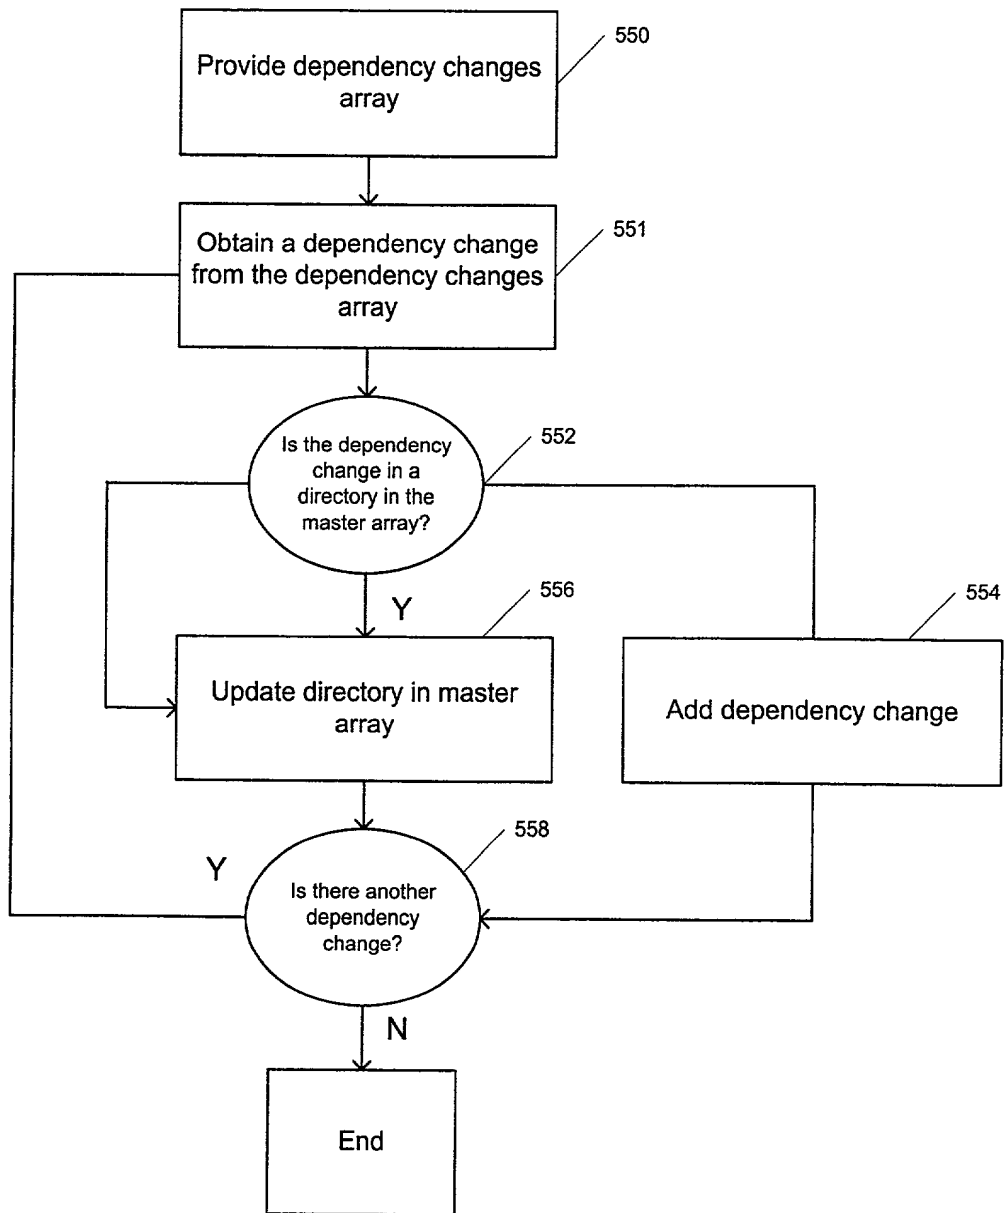 550
Provide dependency changes
array
551
Obtain a dependency change
from the dependency changes
array
552
Is the dependency
change in a
directory in the
master array?
Y
556
Update directory in master
array
554
Add dependency change
558
Y
Is there another
dependency
change?
N
End